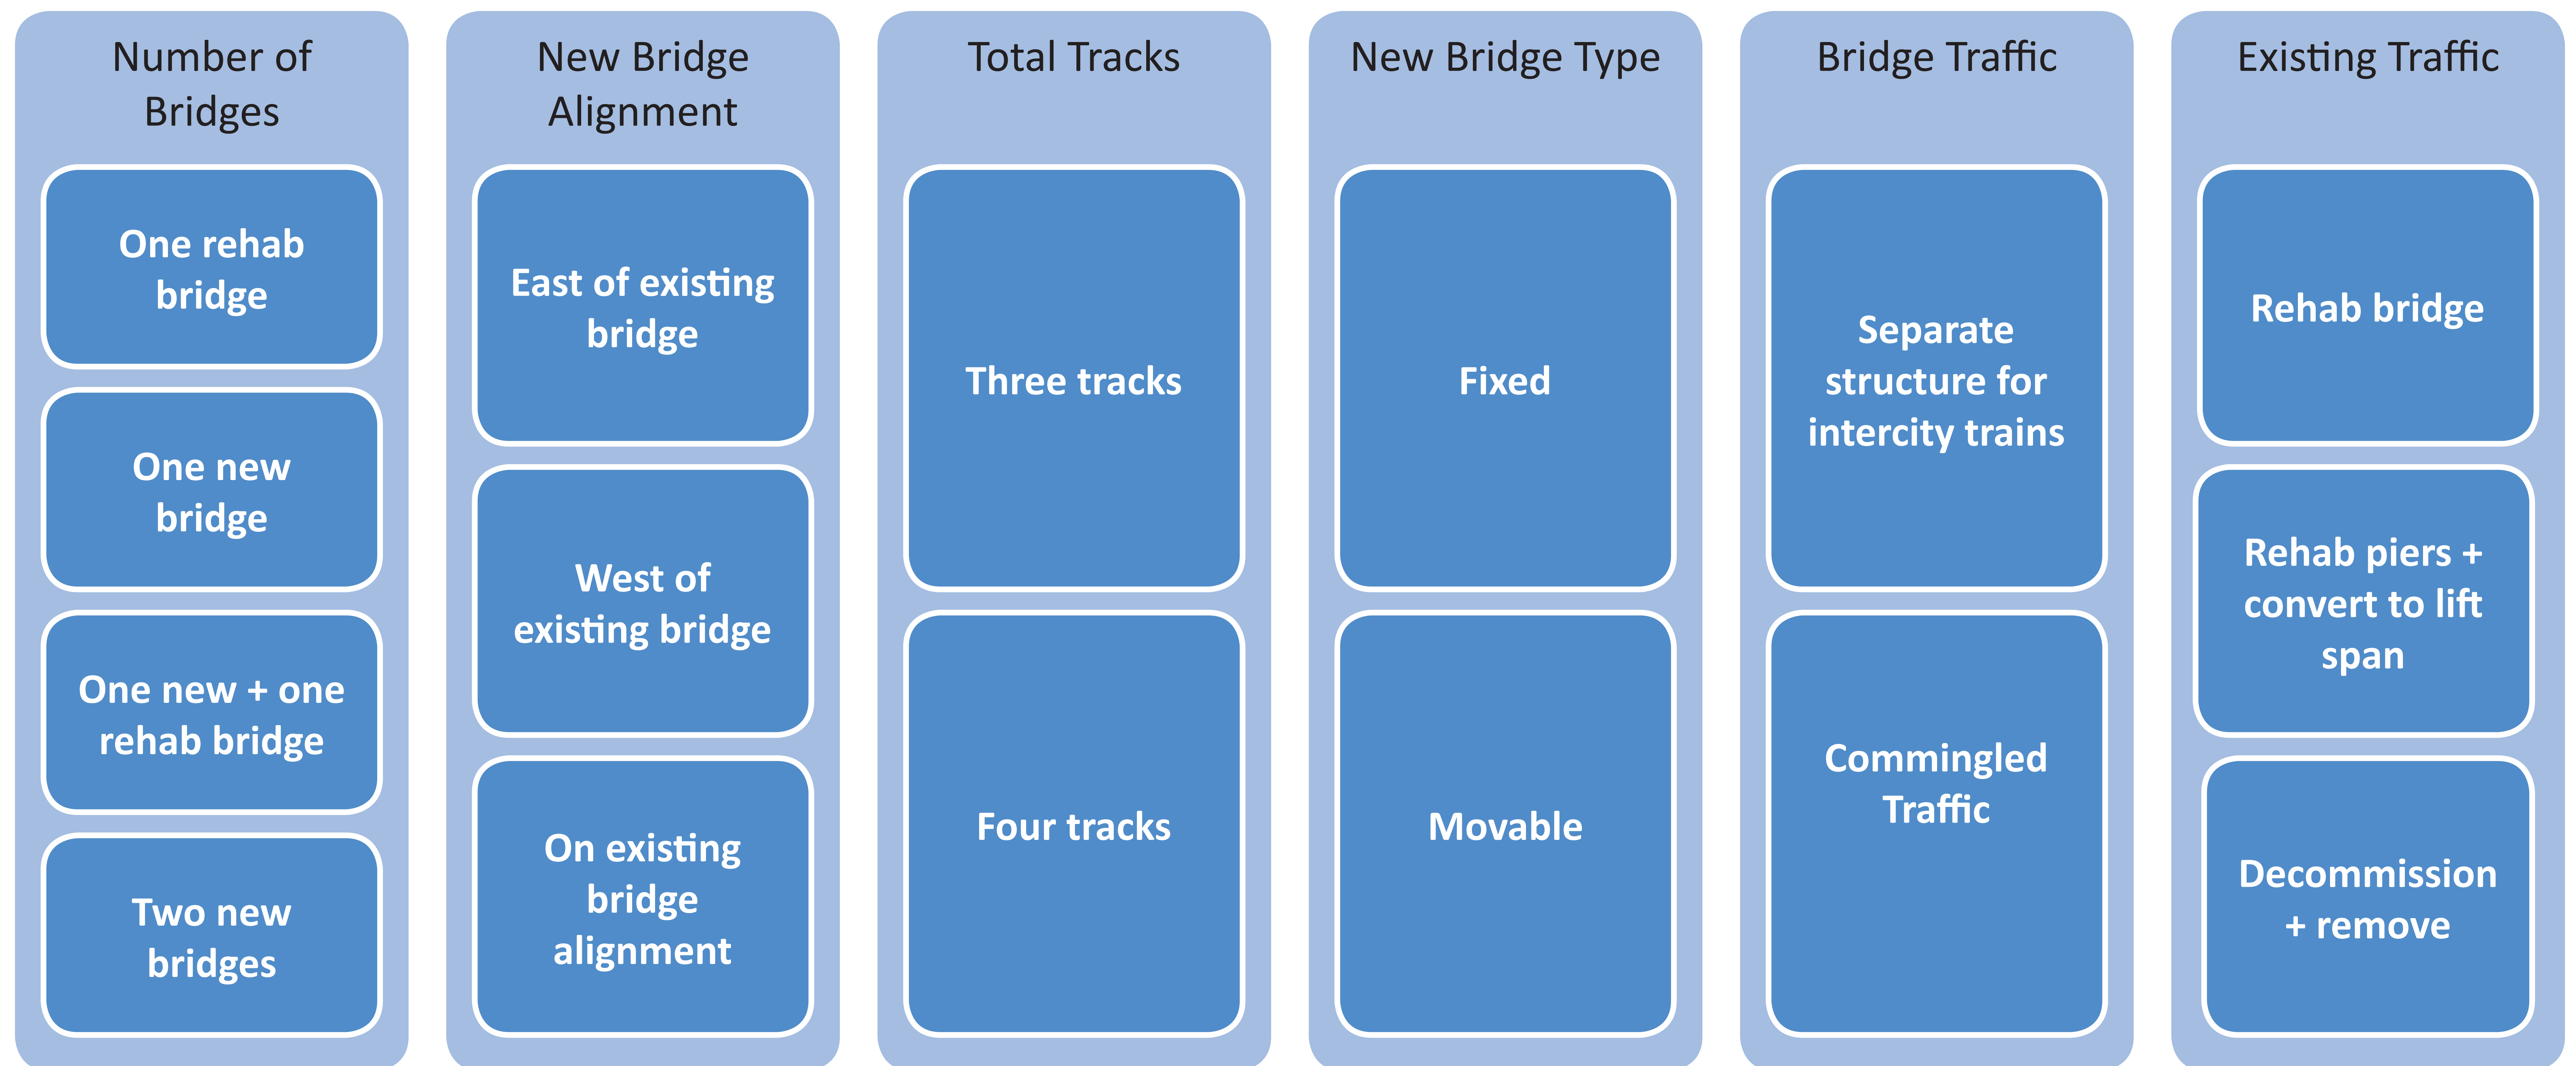 Number of
Bridges
One rehab
bridge
One new
bridge
One new + one
rehab bridge
Two new
bridges
New Bridge
Alignment
East of existing
bridge
West of
existing bridge
On existing
bridge
alignment
Total Tracks
Three tracks
Four tracks
New Bridge Type
Fixed
Movable
Bridge Traffic
Separate
structure for
intercity trains
Commingled
Traffic
Existing Traffic
Rehab bridge
Rehab piers +
convert to lift
span
Decommission
+ remove